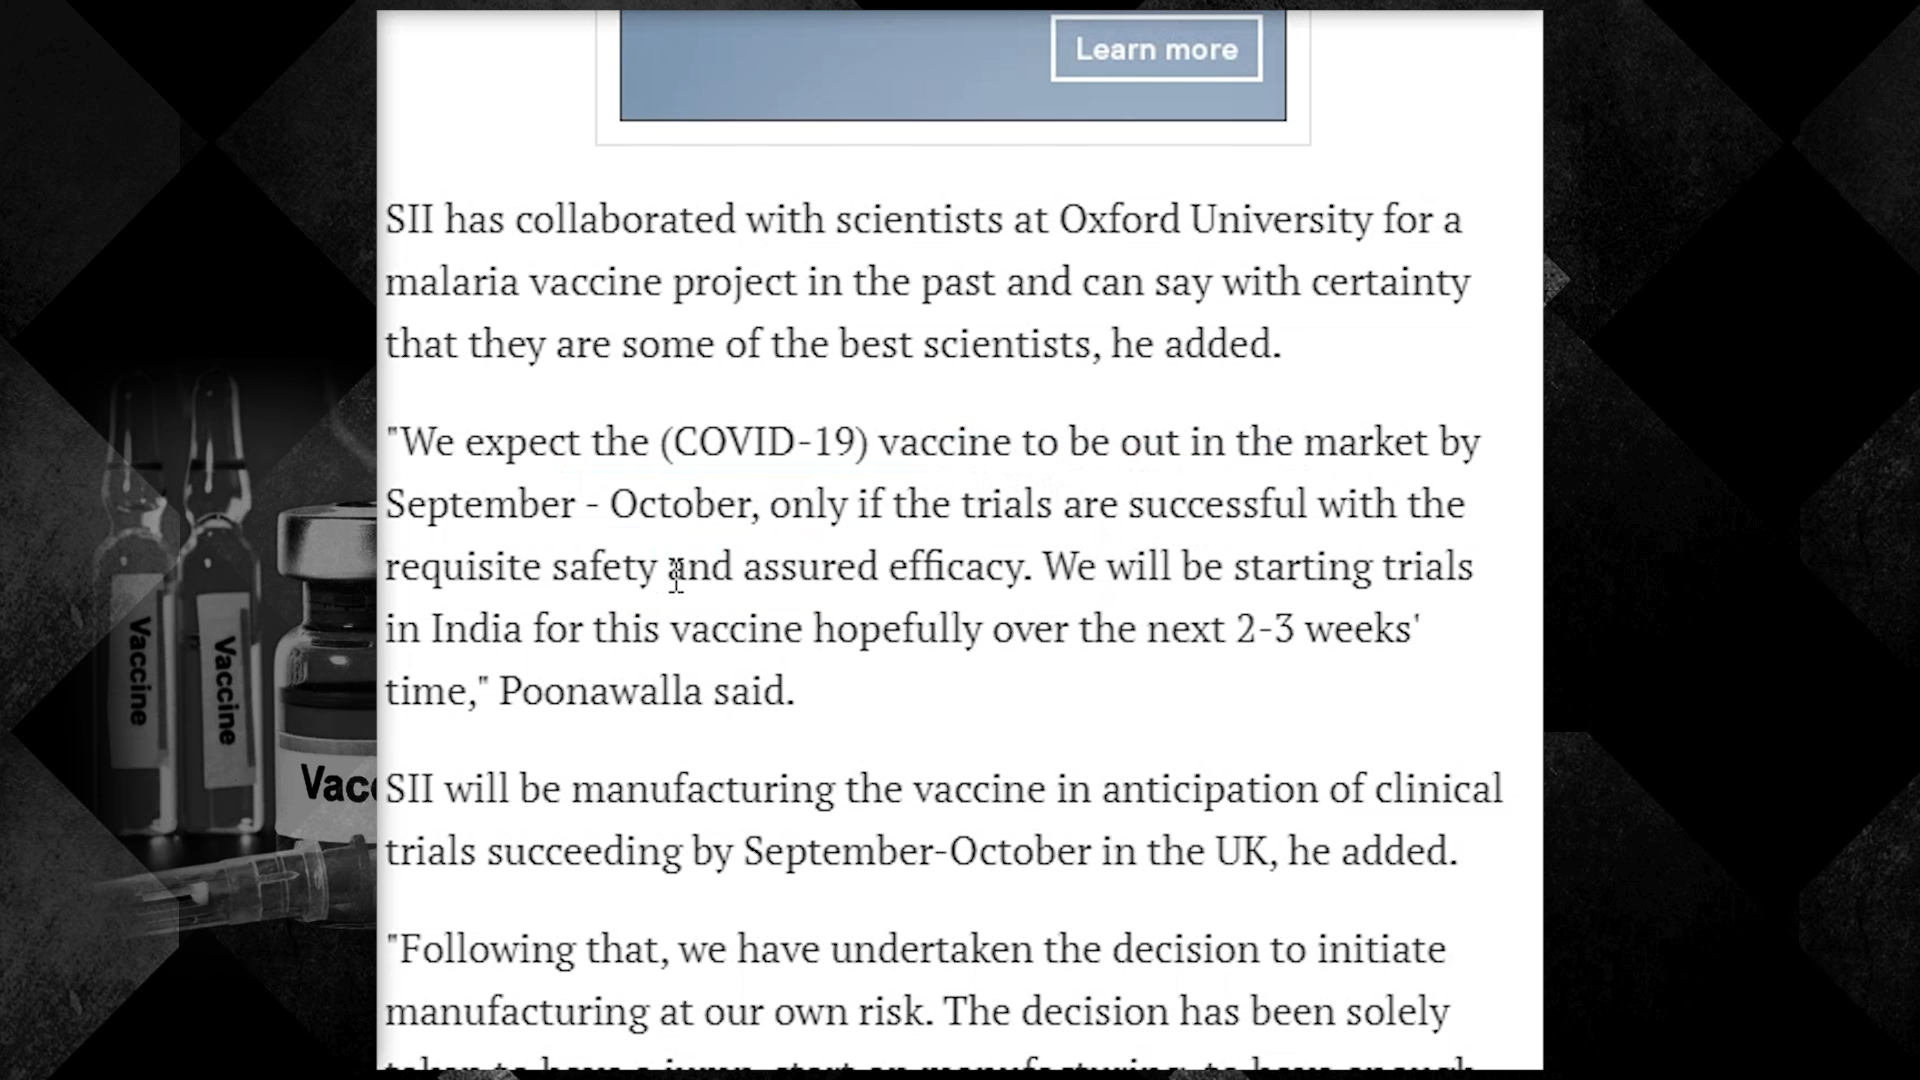 Learn more
SII has collaborated with scientists at Oxford University for a
malaria vaccine project in the past and can say with certainty
that they are some of the best scientists, he added.
"We expect the (COVID-19) vaccine to be out in the market by
September - October, only if the trials are successful with the
requisite safety and assured efficacy. We will be starting trials
in India for this vaccine hopefully over the next 2-3 weeks'
time," Poonawalla said.
SII will be manufacturing the vaccine in anticipation of clinical
trials succeeding by September-October in the UK, he added.
"Following that, we have undertaken the decision to initiate
manufacturing at our own risk. The decision has been solely
Vaccine
Vaccine
Vacc